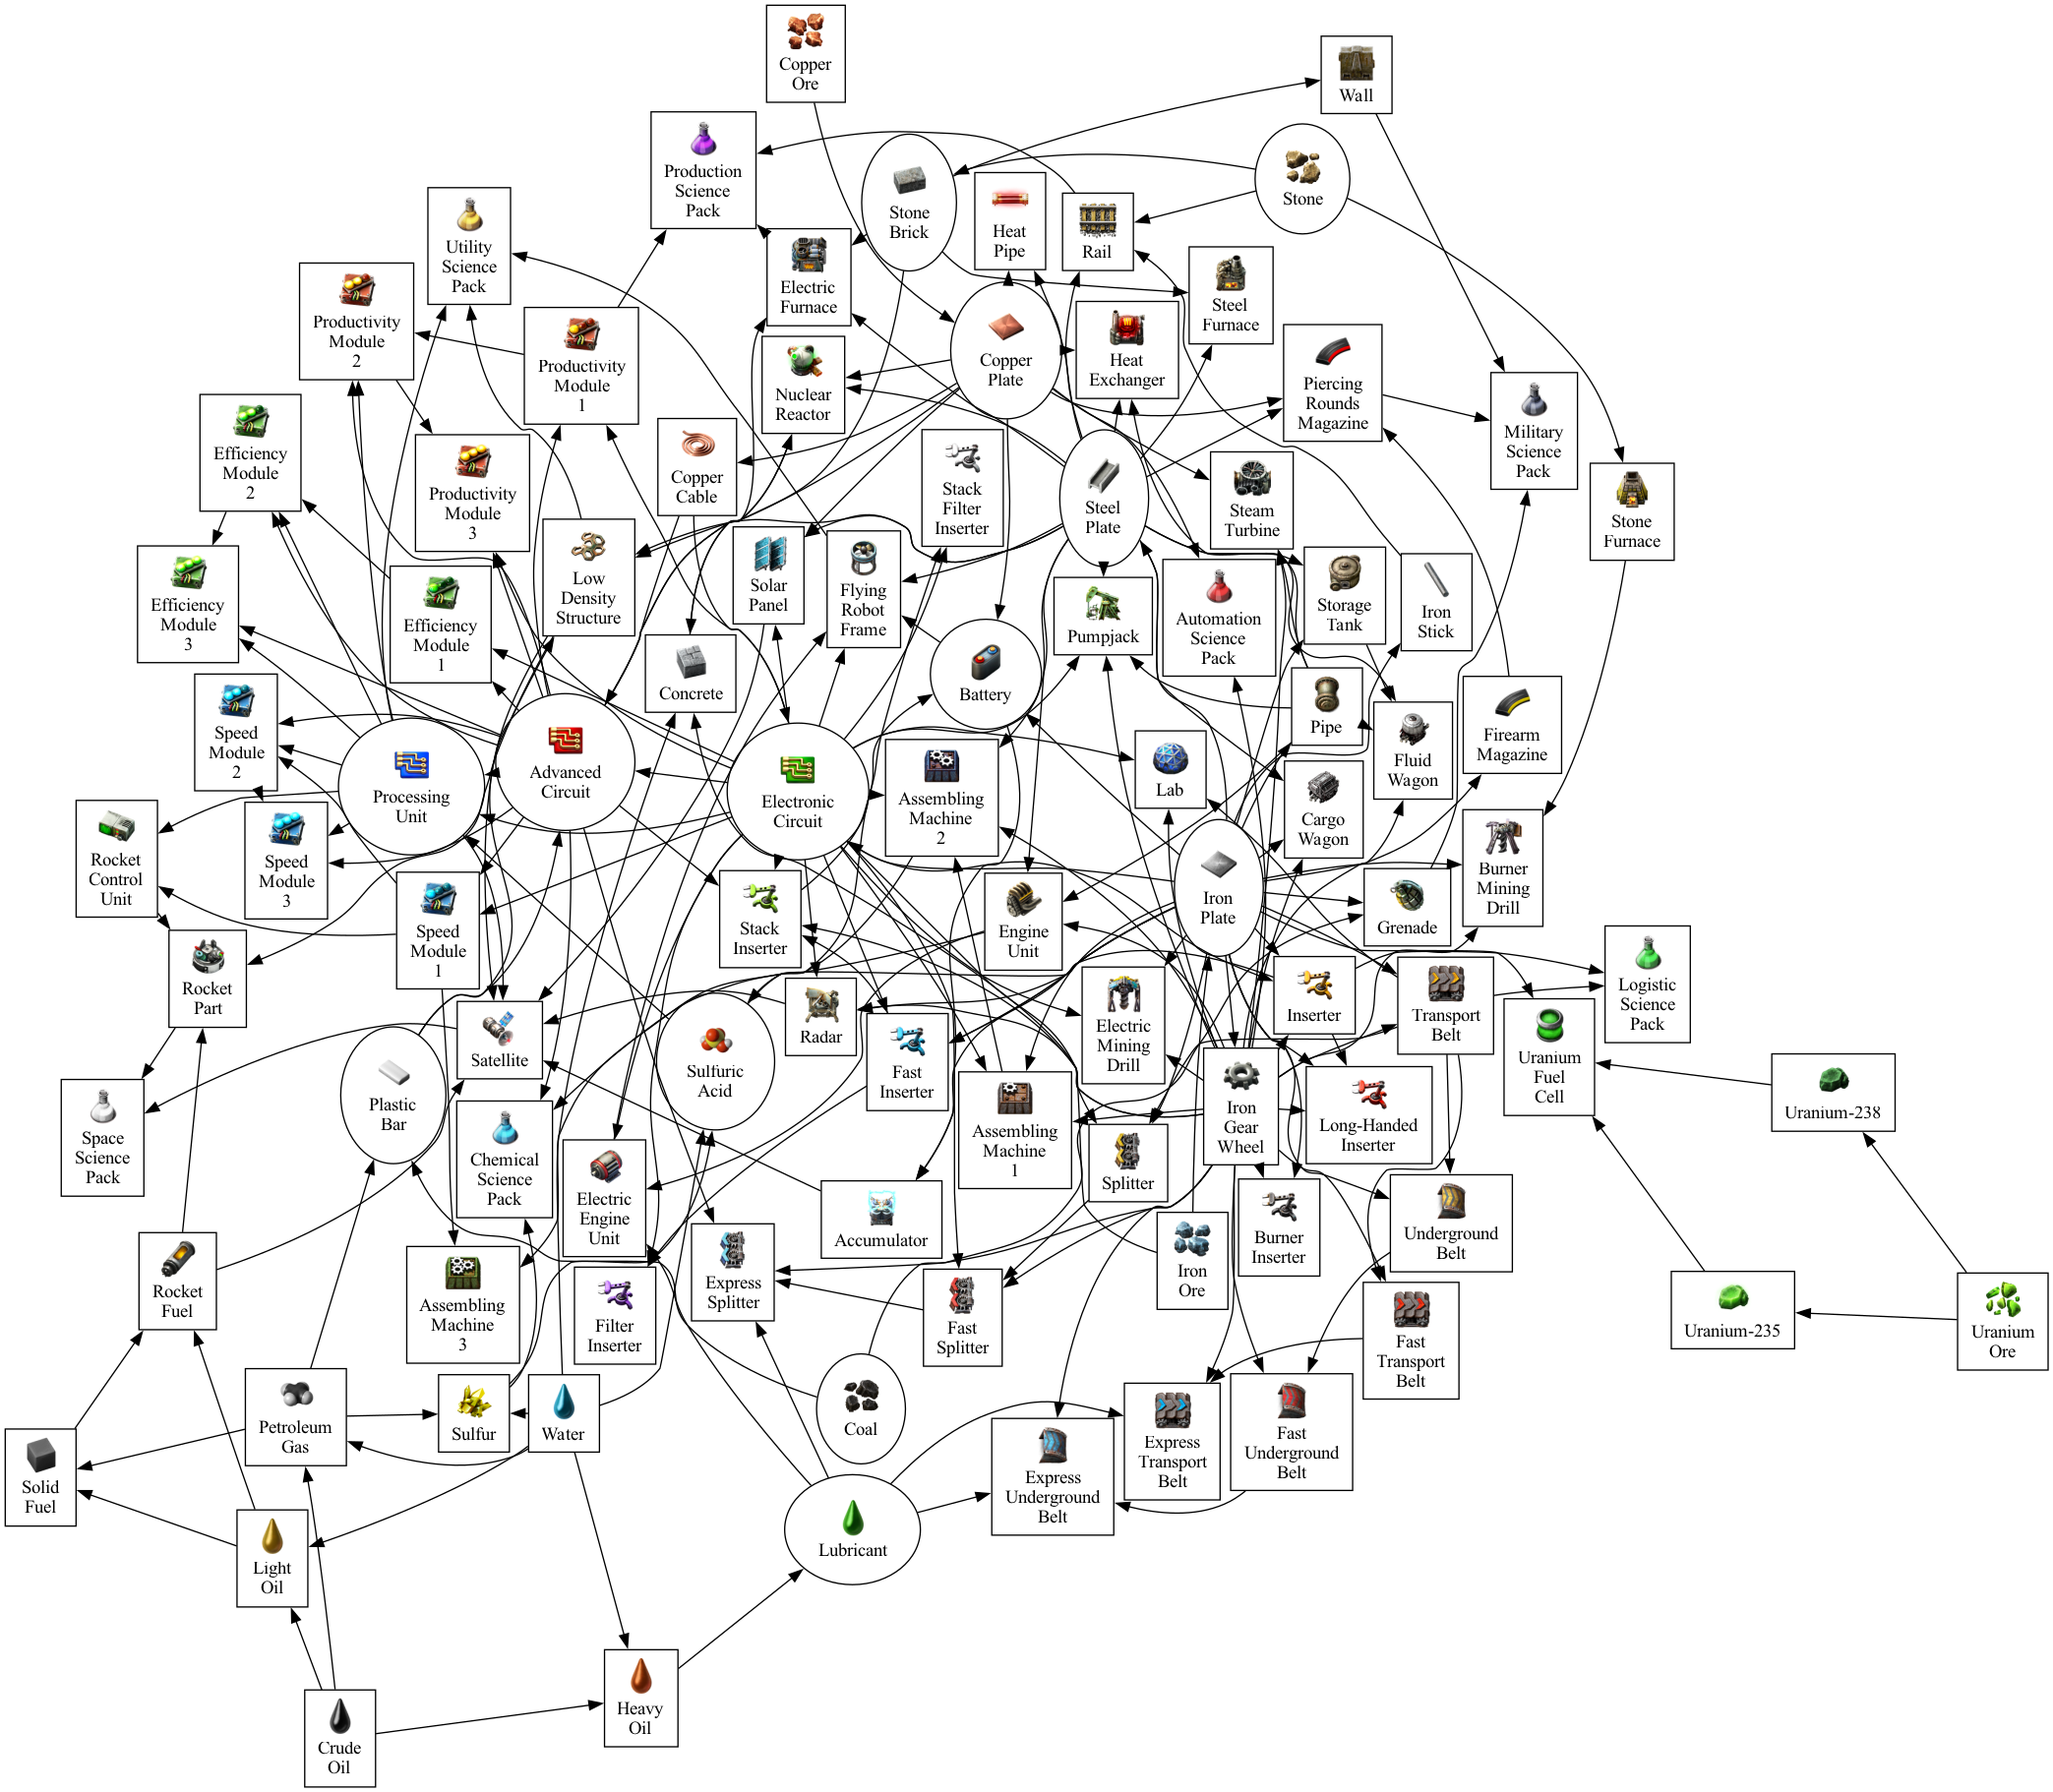 Copper
Ore
Wall
Production
Science
Pack
Stone
Brick
Stone
Heat
Pipe
Rail
Utility
Science
Pack
Electric
Furnace
Steel
Furnace
Productivity
Module
2
Productivity
Module
1
Copper
Plate
Heat
Exchanger
Nuclear
Reactor
Piercing
Rounds
Magazine
Military
Science
Pack
Efficiency
Module
2
Productivity
Module
3
Copper
Cable
Stack
Filter
Inserter
Steel
Plate
Steam
Turbine
Stone
Furnace
Efficiency
Module
3
Efficiency
Module
1
Low
Density
Structure
Solar
Panel
Flying
Robot
Frame
Pumpjack
Automation
Science
Pack
Storage
Tank
Iron
Stick
Concrete
Battery
Speed
Module
2
Processing
Unit
Advanced
Circuit
Electronic
Circuit
Assembling
Machine
2
Lab
Pipe
Fluid
Wagon
Firearm
Magazine
Cargo
Wagon
Rocket
Control
Unit
Speed
Module
3
Speed
Module
1
Stack
Inserter
Engine
Unit
Iron
Plate
Grenade
Burner
Mining
Drill
Rocket
Part
Satellite
Radar
Fast
Inserter
Electric
Mining
Drill
Inserter
Transport
Belt
Logistic
Science
Pack
Uranium
Fuel
Cell
Sulfuric
Acid
Plastic
Bar
Space
Science
Pack
Chemical
Science
Pack
Electric
Engine
Unit
Assembling
Machine
1
Splitter
Iron
Gear
Wheel
Long-Handed
Inserter
Uranium-238
Accumulator
Iron
Ore
Burner
Inserter
Underground
Belt
Rocket
Fuel
Assembling
Machine
3
Filter
Inserter
Express
Splitter
Fast
Splitter
Fast
Transport
Belt
Uranium-235
Uranium
Ore
Petroleum
Gas
Sulfur
Water
Coal
Solid
Fuel
Express
Underground
Belt
Express
Transport
Belt
Fast
Underground
Belt
Light
Oil
Lubricant
Heavy
Oil
Crude
Oil